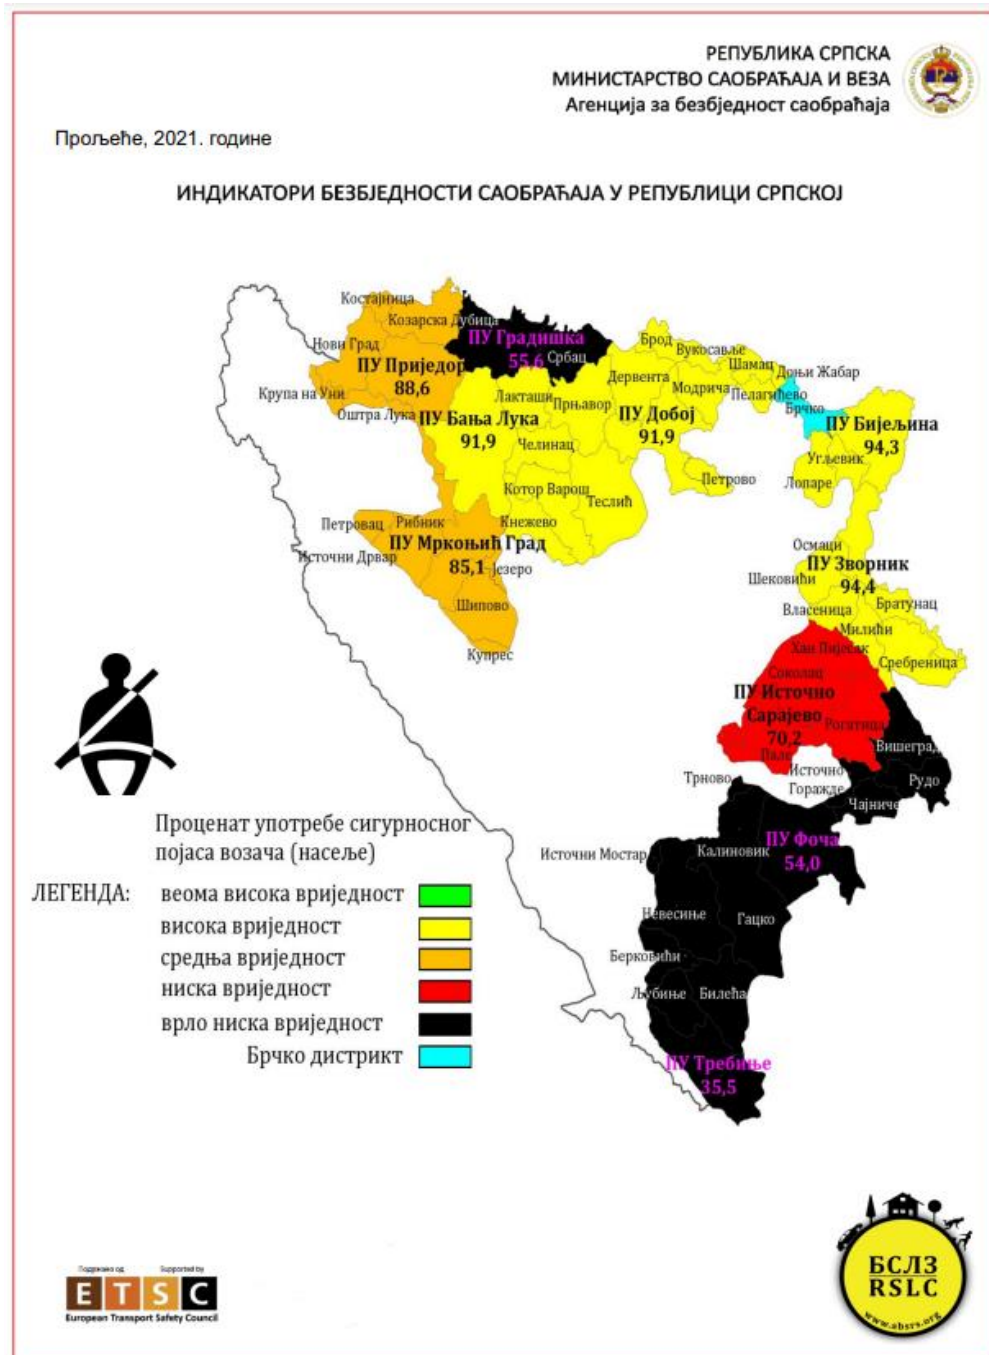 РЕПУБЛИКА СРПСКА
МИНИСТАРСТВО САОБРАЋАЈА И ВЕЗА
Агенција за безбједност саобраћаја
Прољеће, 2021. године
ИНДИКАТОРИ БЕЗБЈЕДНОСТИ САОБРАЋАЈА У РЕПУБЛИЦИ СРПСКОЈ
Костајница
Козарска Дубица
Нови Град
ПУ Приједор
88,6
Крупа на Уни
Оштра Лука
ПУ Градишка
55,6
Србац
Лакташи
Прњавор
ПУ Бања Лука
91,9
Челинац
Котор Варош
Кнежево
Теслић
Брод
Вукосавље
Шамац
Доњи Жабар
Дервента
Модрича
Пелагићево
ПУ Добој
91,9
Петрово
Брчко
ПУ Бијељина
94,3
Угљевик
Лопаре
Петровац
Рибник
Источни Дрвар
ПУ Мркоњић Град
85,1
Језеро
Шипово
Купрес
Осмаци
ПУ Зворник
94,4
Шековићи
Власеница
Братунац
Милићи
Сребреница
Хан Пијесак
Соколац
ПУ Источно
Сарајево
70,2
Рогатица
Пале
Вишеград
Источно
Горажде
Рудо
Чајниче
Трново
ПУ Фоча
54,0
Калиновик
Источни Мостар
Невесиње
Гацко
Берковићи
Љубиње
Билећа
ПУ Требиње
35,5
Проценат употребе сигурносног
појаса возача (насеље)
ЛЕГЕНДА:
веома висока вриједност
висока вриједност
средња вриједност
ниска вриједност
врло ниска вриједност
Брчко дистрикт
Подржано од
Supported by
ETSC
European Transport Safety Council
БСЛЗ
RSLC
www.absrs.org